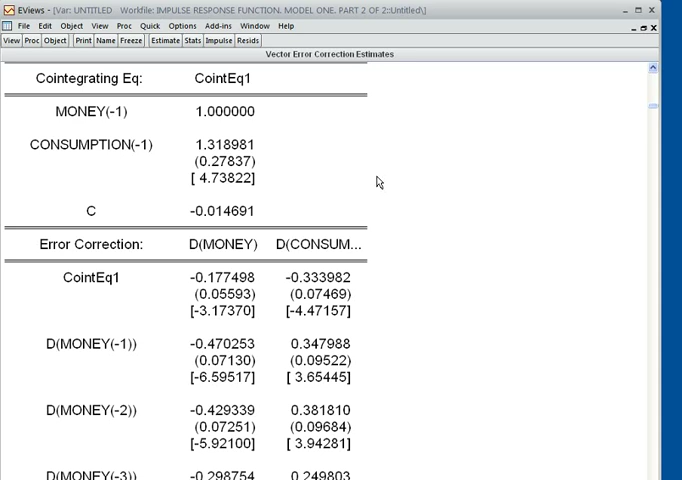 EViews - [Var: UNTITLED   Workfile: IMPULSE RESPONSE FUNCTION. MODEL ONE. PART 2 OF 2::Untitled\]
File Edit Object View Proc Quick Options Add-ins Window Help
View Proc Object Print Name Freeze Estimate Stats Impulse Resids
Vector Error Correction Estimates
Cointegrating Eq: CointEq1
MONEY(-1) 1.000000
CONSUMPTION(-1) 1.318981
(0.27837)
[ 4.73822]
C -0.014691
Error Correction: D(MONEY) D(CONSUM...
CointEq1 -0.177498 -0.333982
(0.05593) (0.07469)
[-3.17370] [-4.47157]
D(MONEY(-1)) -0.470253 0.347988
(0.07130) (0.09522)
[-6.59517] [ 3.65445]
D(MONEY(-2)) -0.429339 0.381810
(0.07251) (0.09684)
[-5.92100] [ 3.94281]
D(MONEY(-3)) -0.298754 0.249803